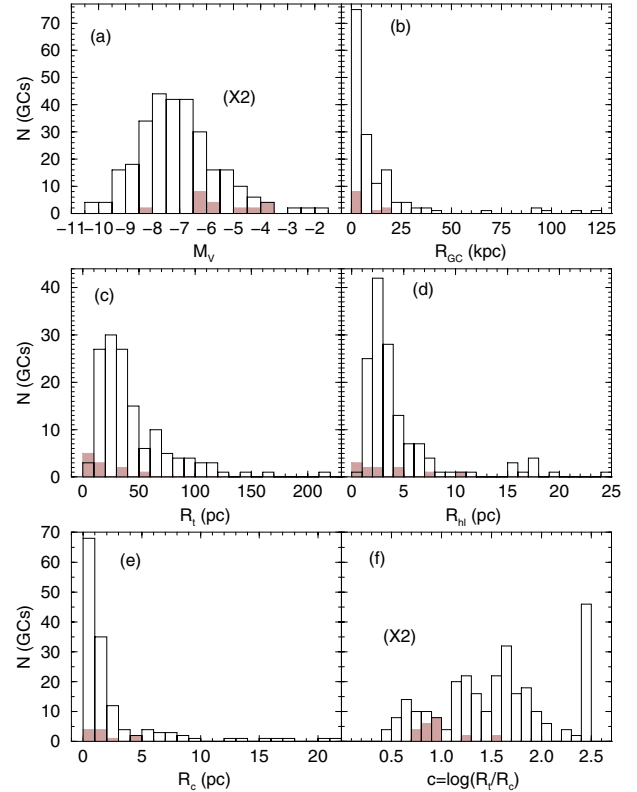 70
60
50
40
30
20
10
0
N (GCs)
(a)
(X2)
−11−10 −9 −8 −7 −6 −5 −4 −3 −2
M_V
(b)
0 25 50 75 100 125
R_GC (kpc)
40
30
20
10
0
N (GCs)
(c)
0 50 100 150 200
R_t (pc)
(d)
0 5 10 15 20 25
R_hl (pc)
70
60
50
40
30
20
10
0
N (GCs)
(e)
0 5 10 15 20
R_c (pc)
(f)
(X2)
0.5 1.0 1.5 2.0 2.5
c=log(R_t/R_c)